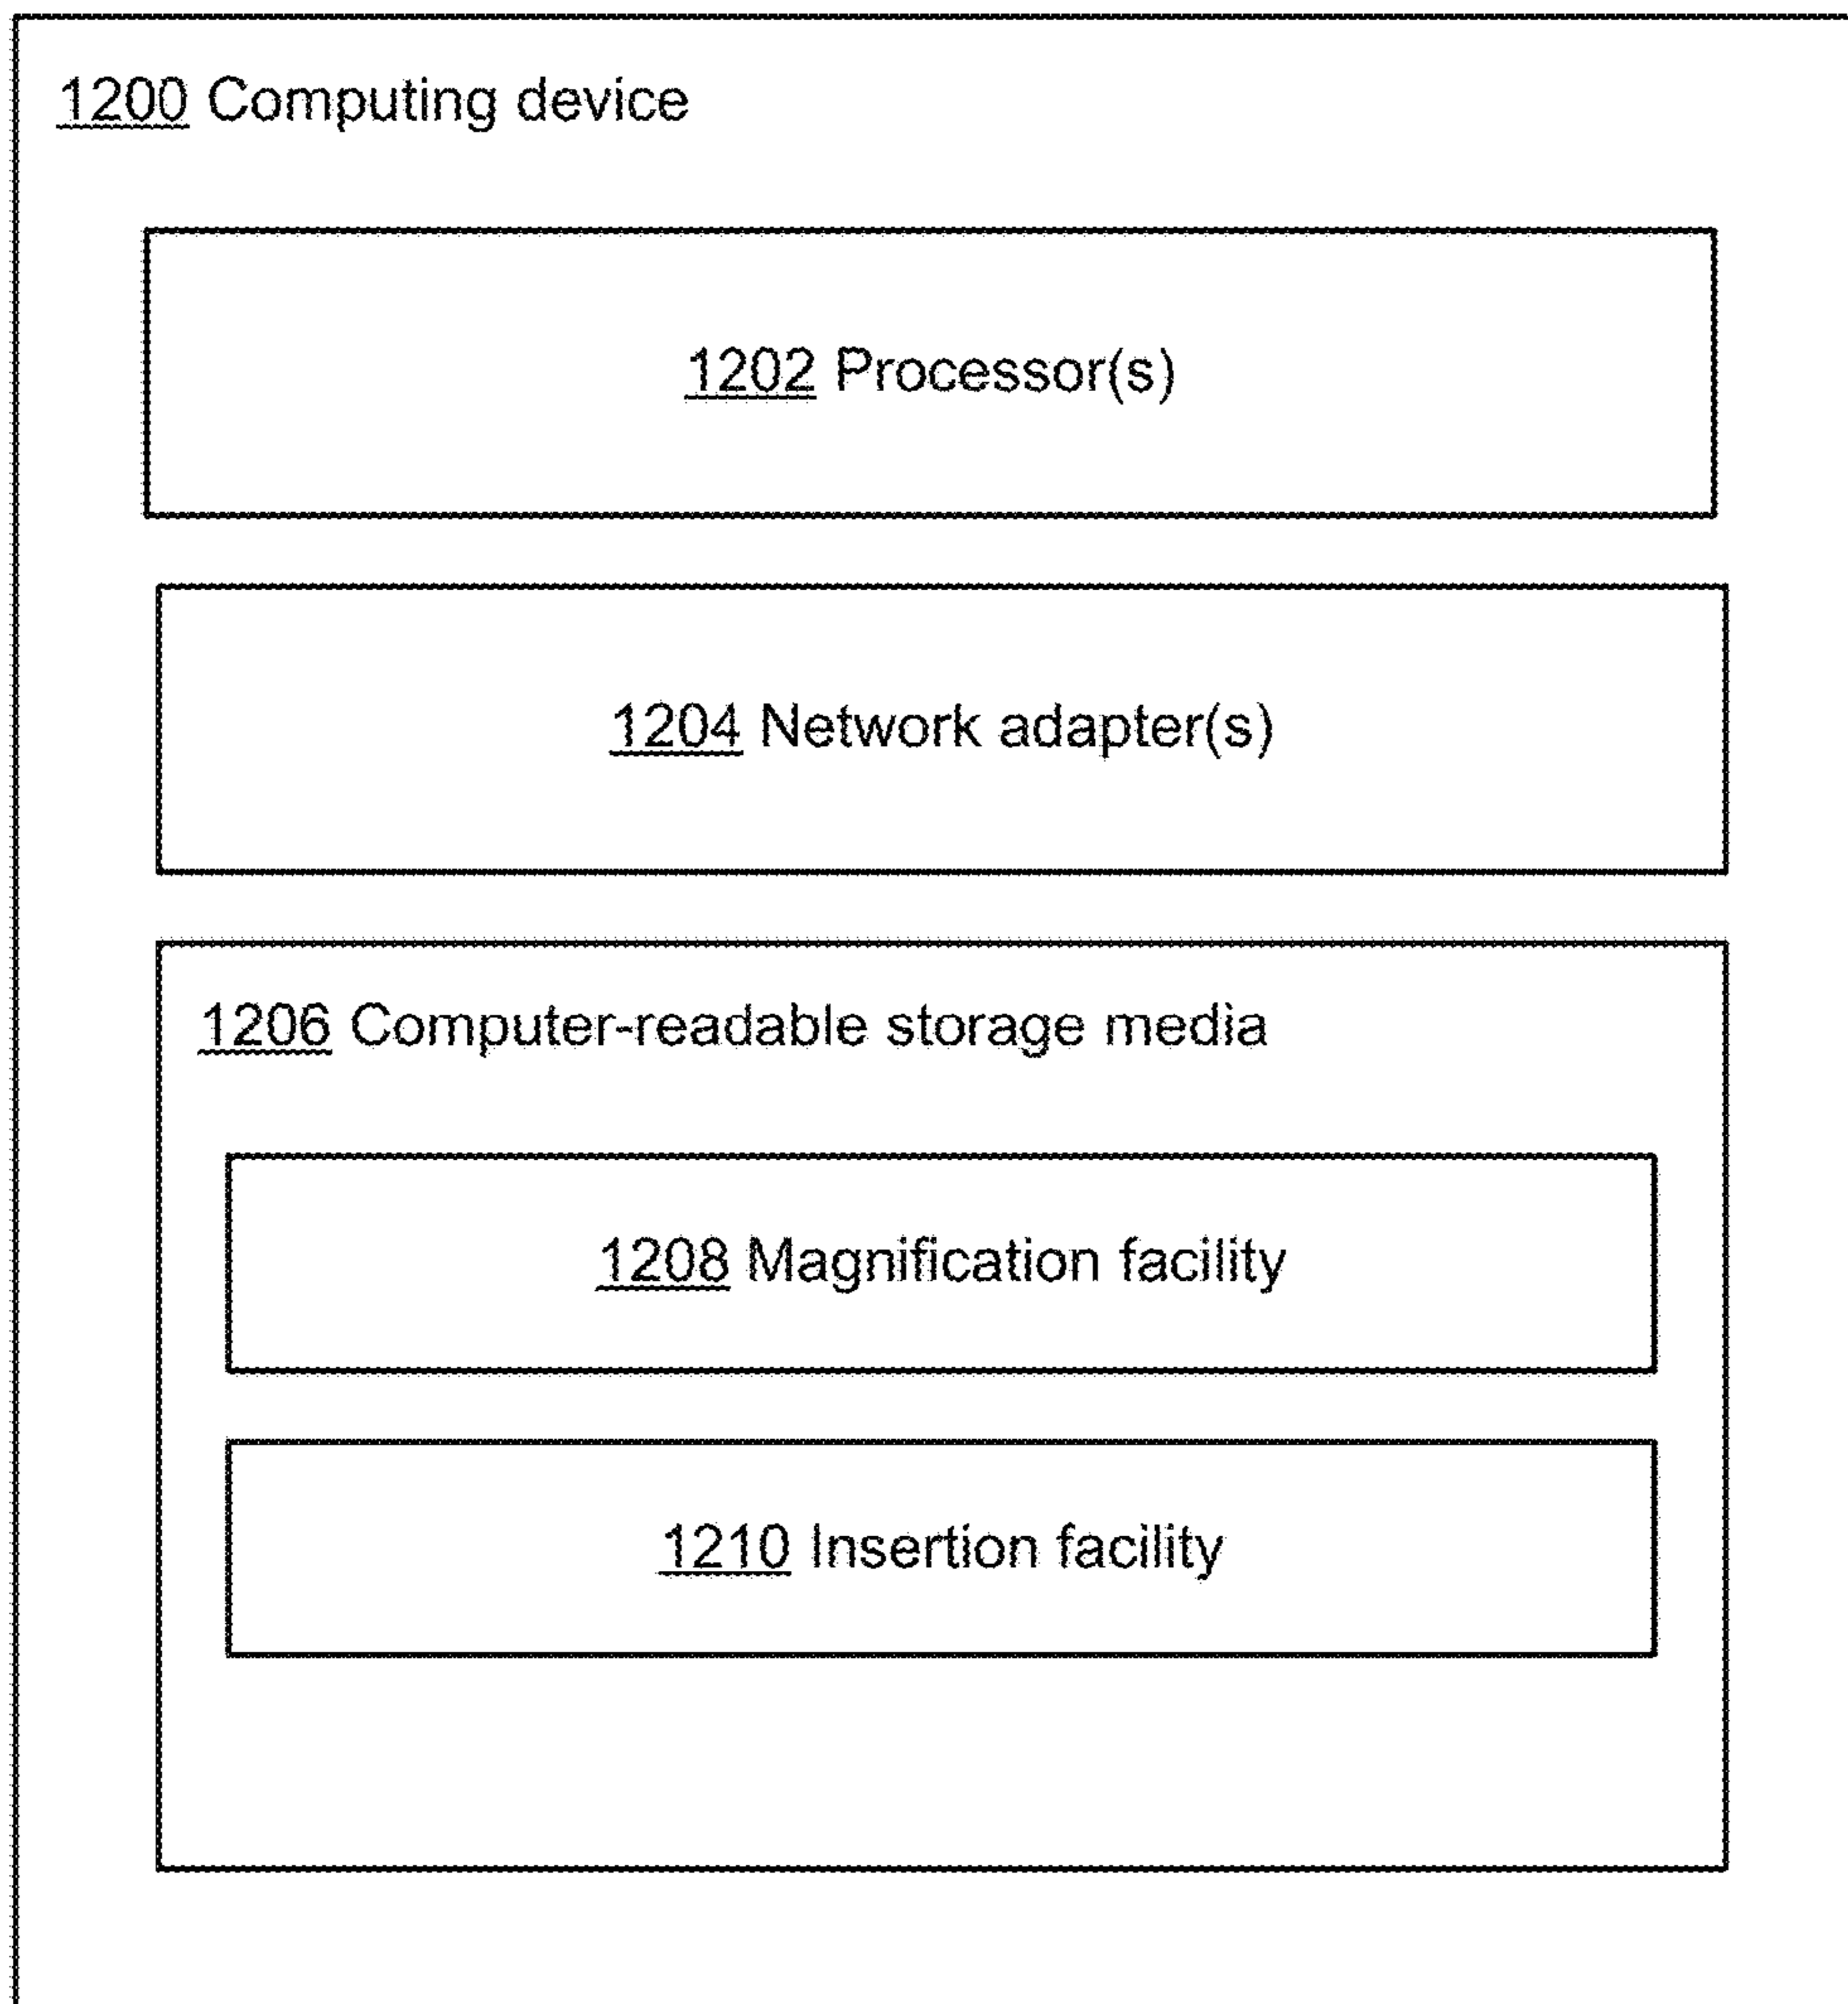 1200 Computing device
1202 Processor(s)
1204 Network adapter(s)
1206 Computer-readable storage media
1208 Magnification facility
1210 Insertion facility